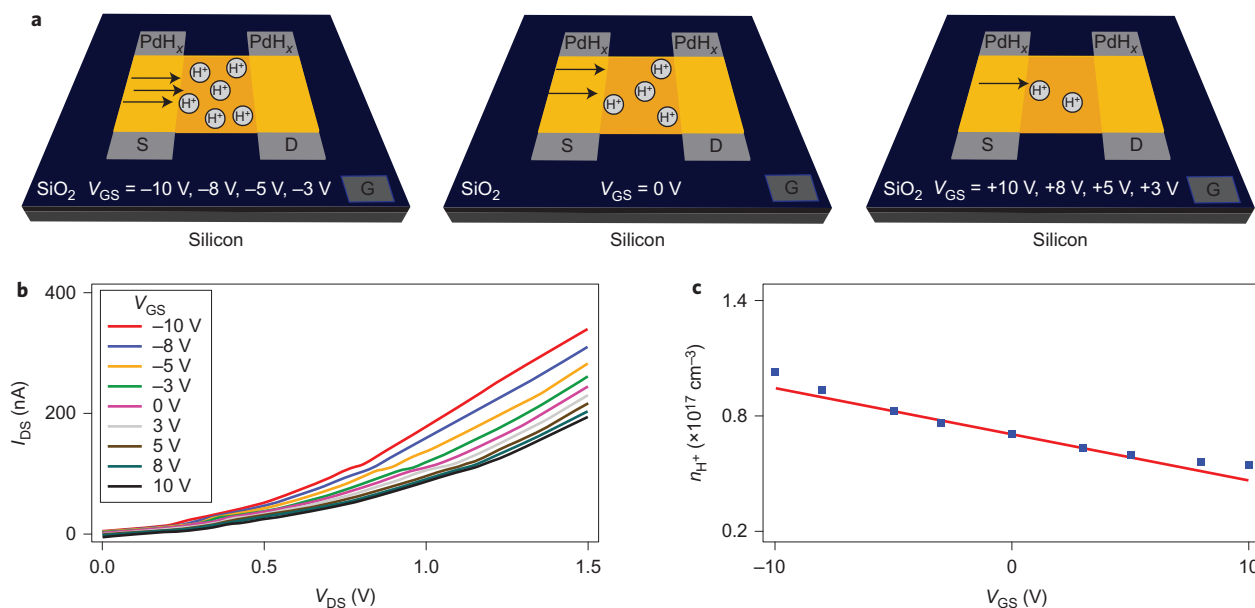 a
PdHx PdHx
H+ H+ H+ H+ H+ H+ H+
S D
SiO2 VGS = –10 V, –8 V, –5 V, –3 V G
Silicon
PdHx PdHx
H+ H+ H+ H+
S D
SiO2 VGS = 0 V G
Silicon
PdHx PdHx
H+ H+
S D
SiO2 VGS = +10 V, +8 V, +5 V, +3 V G
Silicon
b
400
200
0
IDS (nA)
VGS
–10 V
–8 V
–5 V
–3 V
0 V
3 V
5 V
8 V
10 V
0.0 0.5 1.0 1.5
VDS (V)
c
1.4
0.8
0.2
nH+ (×10^17 cm^–3)
–10 0 10
VGS (V)